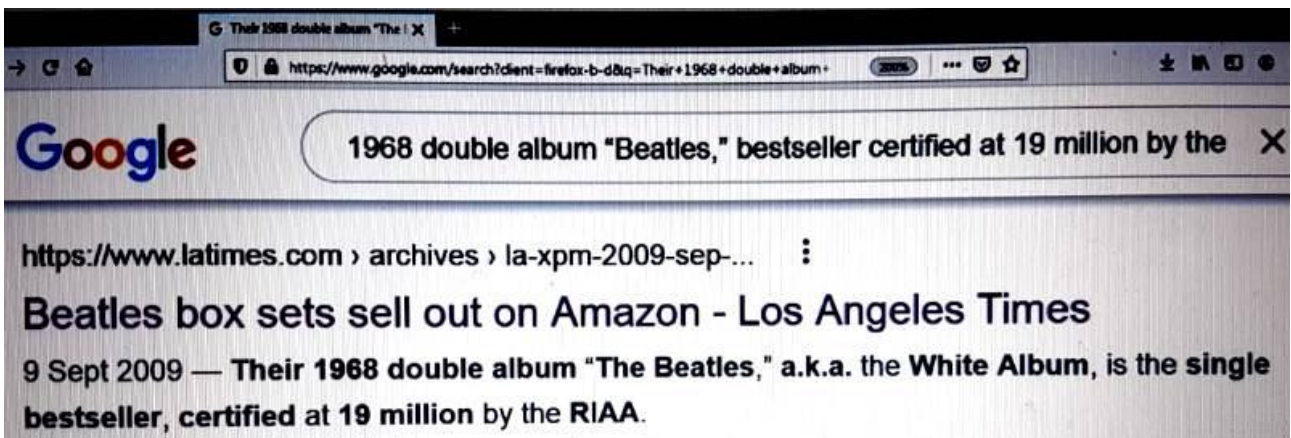 G Their 1968 double album "The
https://www.google.com/search?client=firefox-b-d&q=Their+1968+double+album+
200%
Google
1968 double album “Beatles,” bestseller certified at 19 million by the
https://www.latimes.com › archives › la-xpm-2009-sep-...
Beatles box sets sell out on Amazon - Los Angeles Times
9 Sept 2009 — Their 1968 double album “The Beatles,” a.k.a. the White Album, is the single
bestseller, certified at 19 million by the RIAA.